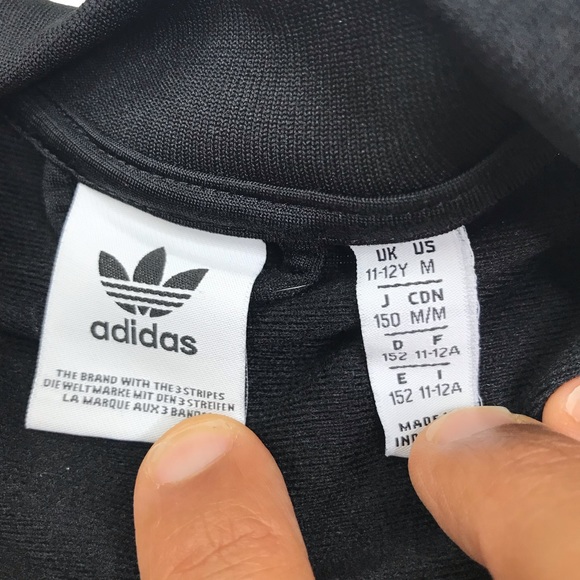 adidas
THE BRAND WITH THE 3 STRIPES
DIE WELTMARKE MIT DEN 3 STREIFEN
LA MARQUE AUX 3
UK US
11-12Y M
J CDN
150 M/M
D F
152 11-12A
E I
152 11-12A
MADE